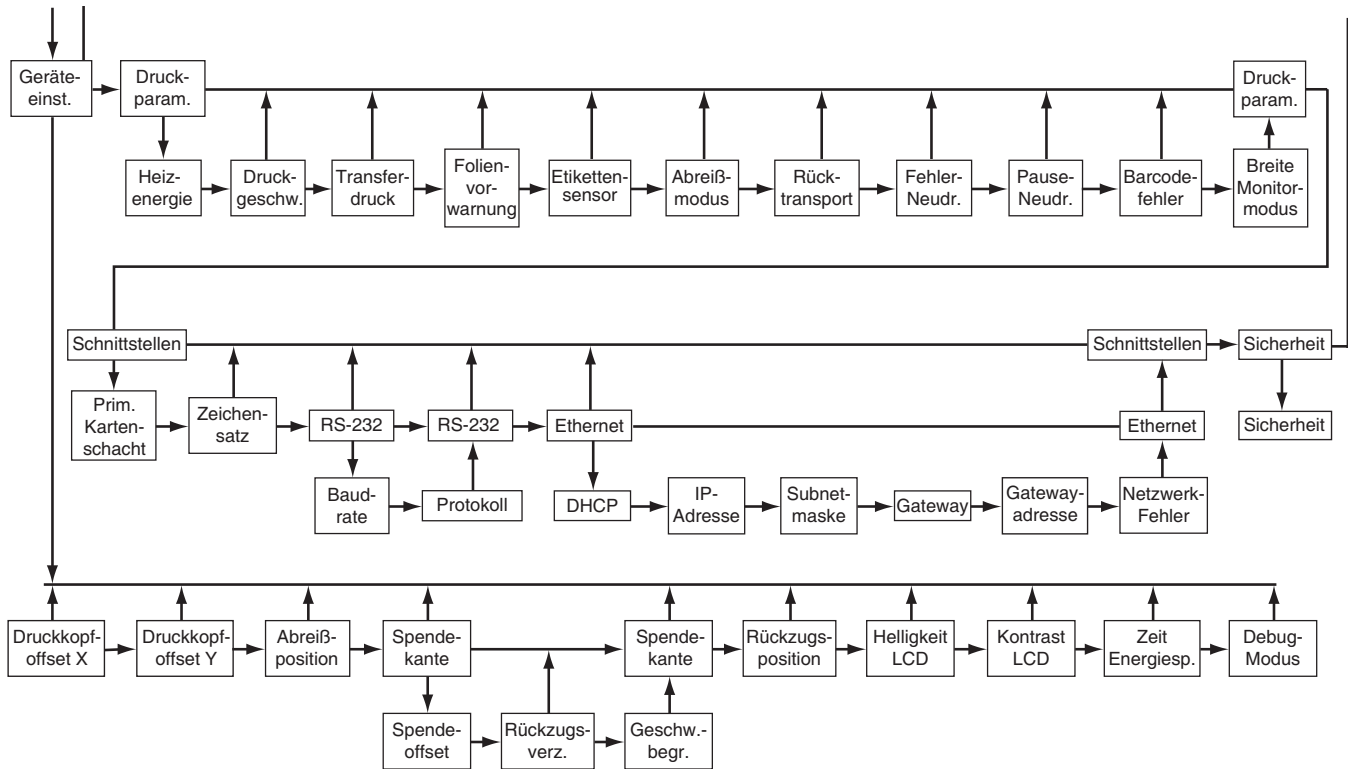 Geräte-
einst.
Druck-
param.
Druck-
param.
Heiz-
energie
Druck-
geschw.
Transfer-
druck
Folien-
vor-
warnung
Etiketten-
sensor
Abreiß-
modus
Rück-
transport
Fehler-
Neudr.
Pause-
Neudr.
Barcode-
fehler
Breite
Monitor-
modus
Schnittstellen
Schnittstellen
Sicherheit
Prim.
Karten-
schacht
Zeichen-
satz
RS-232
RS-232
Ethernet
Ethernet
Sicherheit
Baud-
rate
Protokoll
DHCP
IP-
Adresse
Subnet-
maske
Gateway
Gateway-
adresse
Netzwerk-
Fehler
Druckkopf-
offset X
Druckkopf-
offset Y
Abreiß-
position
Spende-
kante
Spende-
kante
Rückzugs-
position
Helligkeit
LCD
Kontrast
LCD
Zeit
Energiesp.
Debug-
Modus
Spende-
offset
Rückzugs-
verz.
Geschw.-
begr.